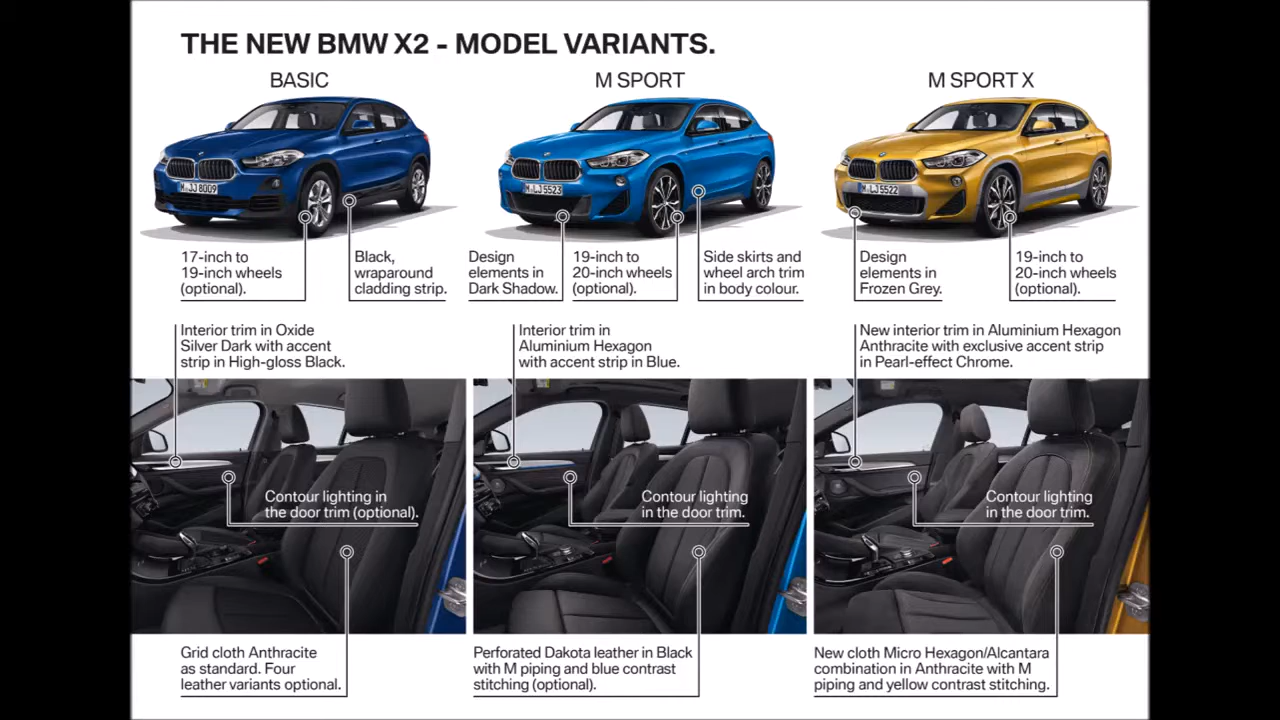 THE NEW BMW X2 - MODEL VARIANTS.
BASIC
M SPORT
M SPORT X
M JJ 8009
M LJ 5523
M LJ 5522
17-inch to
19-inch wheels
(optional).
Black,
wraparound
cladding strip.
Design
elements in
Dark Shadow.
19-inch to
20-inch wheels
(optional).
Side skirts and
wheel arch trim
in body colour.
Design
elements in
Frozen Grey.
19-inch to
20-inch wheels
(optional).
Interior trim in Oxide
Silver Dark with accent
strip in High-gloss Black.
Interior trim in
Aluminium Hexagon
with accent strip in Blue.
New interior trim in Aluminium Hexagon
Anthracite with exclusive accent strip
in Pearl-effect Chrome.
Contour lighting in
the door trim (optional).
Contour lighting
in the door trim.
Contour lighting
in the door trim.
Grid cloth Anthracite
as standard. Four
leather variants optional.
Perforated Dakota leather in Black
with M piping and blue contrast
stitching (optional).
New cloth Micro Hexagon/Alcantara
combination in Anthracite with M
piping and yellow contrast stitching.